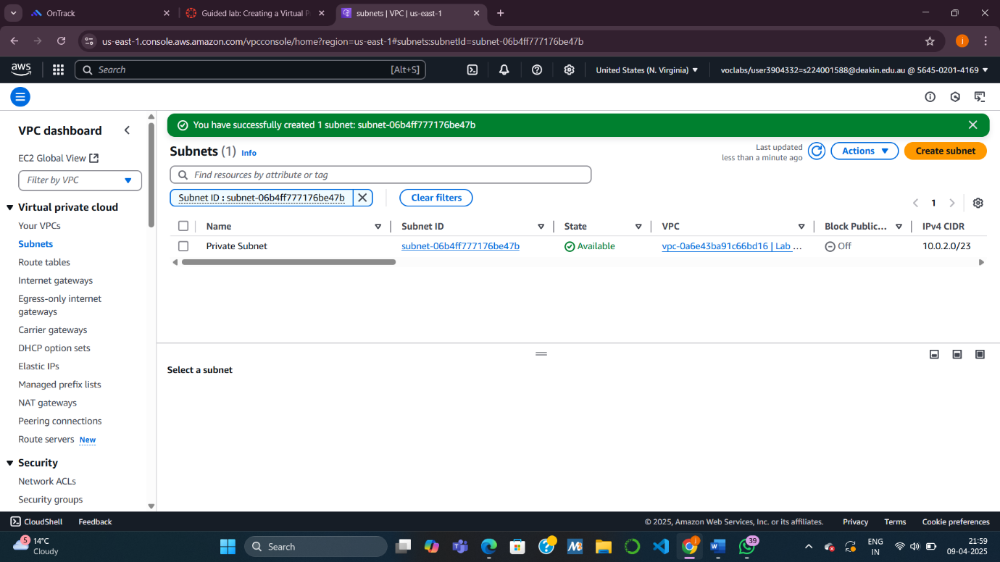 OnTrack
Guided lab: Creating a Virtual P
subnets | VPC | us-east-1
us-east-1.console.aws.amazon.com/vpcconsole/home?region=us-east-1#subnets:subnetId=subnet-06b4ff777176be47b
j
aws
Search
[Alt+S]
United States (N. Virginia)
voclabs/user3904332=s224001588@deakin.edu.au @ 5645-0201-4169
VPC dashboard
EC2 Global View
Filter by VPC
Virtual private cloud
Your VPCs
Subnets
Route tables
Internet gateways
Egress-only internet
gateways
Carrier gateways
DHCP option sets
Elastic IPs
Managed prefix lists
NAT gateways
Peering connections
Route servers New
Security
Network ACLs
Security groups
You have successfully created 1 subnet: subnet-06b4ff777176be47b
Subnets (1) Info
Last updated
less than a minute ago
Actions
Create subnet
Find resources by attribute or tag
Subnet ID : subnet-06b4ff777176be47b
Clear filters
1
Name Subnet ID State VPC Block Public... IPv4 CIDR
Private Subnet subnet-06b4ff777176be47b Available vpc-0a6e43ba91c66bd16 | Lab ... Off 10.0.2.0/23
Select a subnet
CloudShell Feedback
© 2025, Amazon Web Services, Inc. or its affiliates. Privacy Terms Cookie preferences
5
14°C
Cloudy
Search
j
39
ENG
IN
21:59
09-04-2025